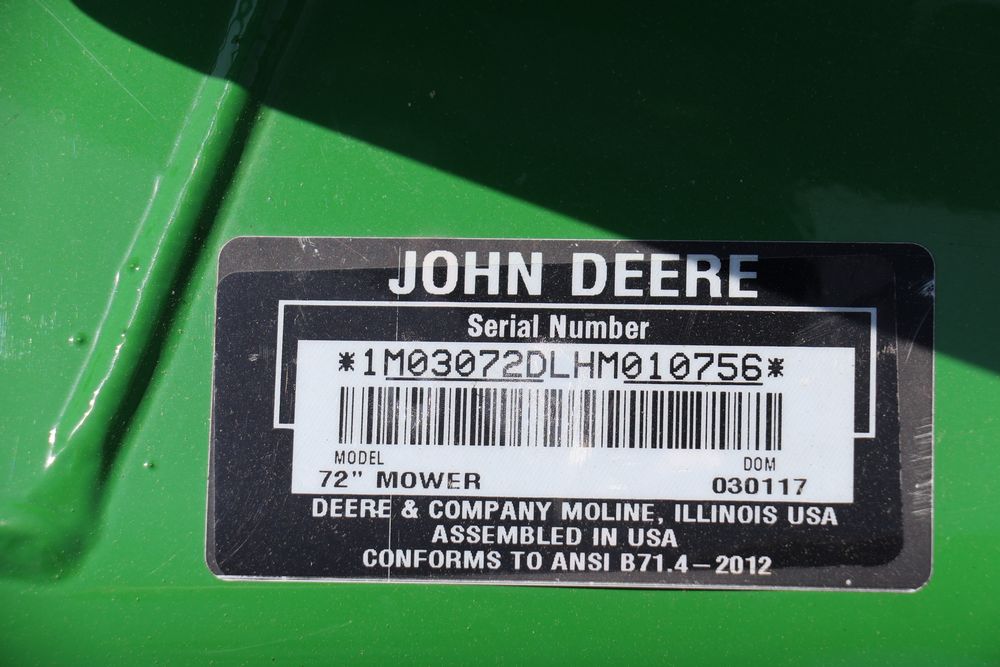 JOHN DEERE
Serial Number
*1M03072DLHM010756*
MODEL DOM
72" MOWER 030117
DEERE & COMPANY MOLINE, ILLINOIS USA
ASSEMBLED IN USA
CONFORMS TO ANSI B71.4–2012